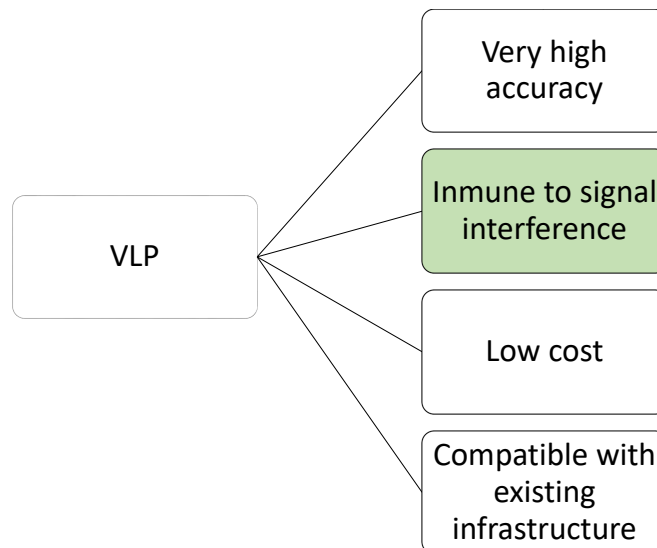 VLP
Very high
accuracy
Inmune to signal
interference
Low cost
Compatible with
existing
infrastructure